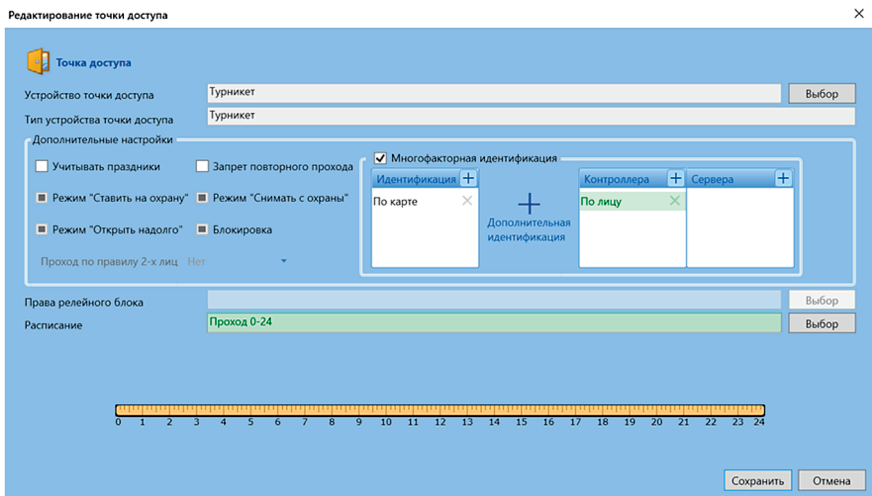 Редактирование точки доступа
Точка доступа
Устройство точки доступа Турникет Выбор
Тип устройства точки доступа Турникет
Дополнительные настройки
Учитывать праздники Запрет повторного прохода Многофакторная идентификация
Идентификация Контроллера Сервера
Режим "Ставить на охрану" Режим "Снимать с охраны" По карте По лицу
Дополнительная
идентификация
Режим "Открыть надолго" Блокировка
Проход по правилу 2-х лиц Нет
Права релейного блока Выбор
Расписание Проход 0-24 Выбор
0 1 2 3 4 5 6 7 8 9 10 11 12 13 14 15 16 17 18 19 20 21 22 23 24
Сохранить Отмена